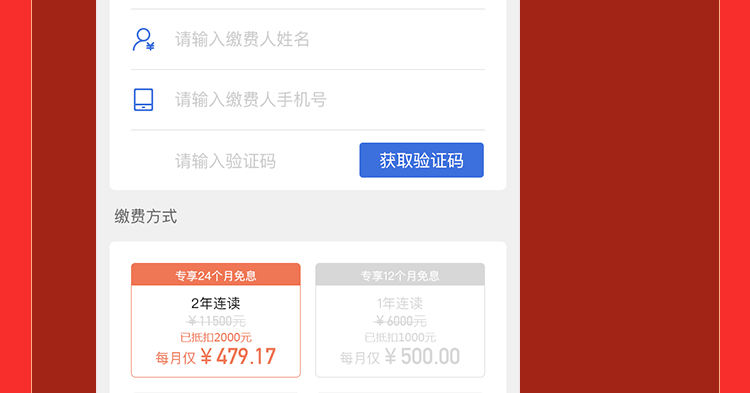 请输入缴费人姓名
请输入缴费人手机号
请输入验证码 获取验证码
缴费方式
专享24个月免息
2年连读
¥11500元
已抵扣2000元
每月仅¥479.17
专享12个月免息
1年连读
¥6000元
已抵扣1000元
每月仅¥500.00